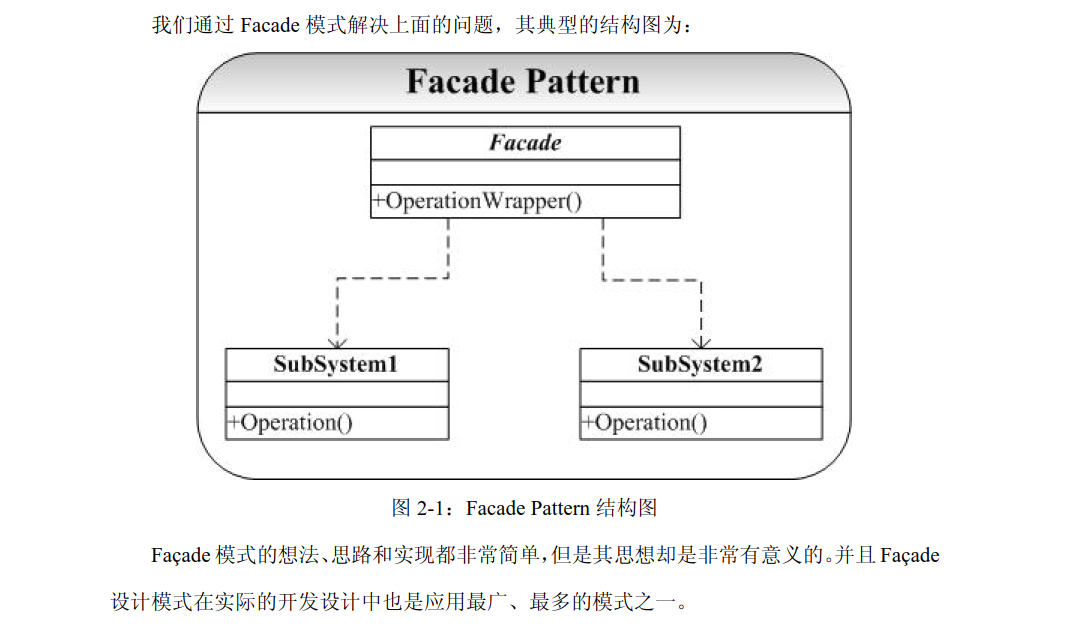 我们通过 Facade 模式解决上面的问题，其典型的结构图为：
Facade Pattern
Facade
+OperationWrapper()
SubSystem1
+Operation()
SubSystem2
+Operation()
图 2-1：Facade Pattern 结构图
Façade 模式的想法、思路和实现都非常简单，但是其思想却是非常有意义的。并且 Façade
设计模式在实际的开发设计中也是应用最广、最多的模式之一。